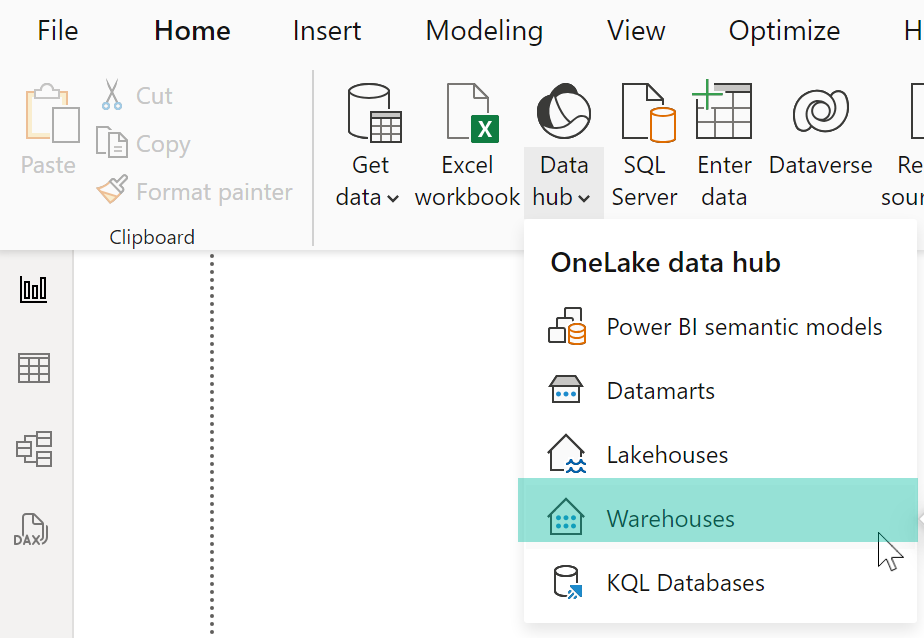 File Home Insert Modeling View Optimize H
Paste
Cut
Copy
Format painter
Clipboard
Get
data
X
Excel
workbook
Data
hub
SQL
Server
Enter
data
Dataverse
Re
sour
OneLake data hub
Power BI semantic models
Datamarts
Lakehouses
Warehouses
KQL Databases
DAX